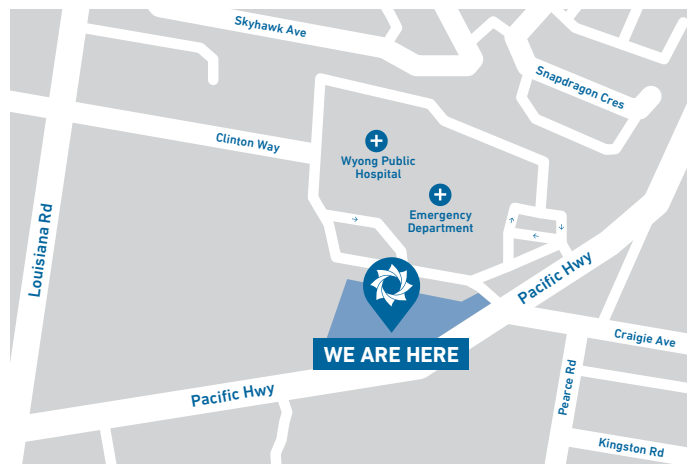 Skyhawk Ave
Snapdragon Cres
Clinton Way
Wyong Public
Hospital
Emergency
Department
Louisiana Rd
Pacific Hwy
WE ARE HERE
Craigie Ave
Pearce Rd
Pacific Hwy
Kingston Rd